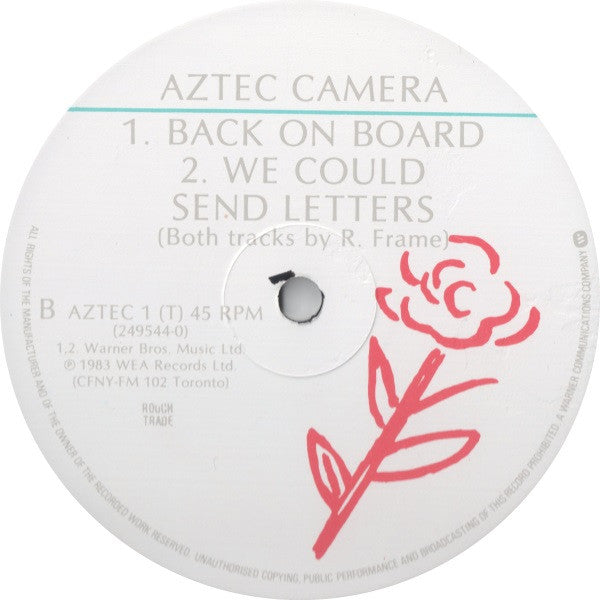 AZTEC CAMERA
1. BACK ON BOARD
2. WE COULD
SEND LETTERS
(Both tracks by R. Frame)
B AZTEC 1 (T) 45 RPM
(249544-0)
1,2. Warner Bros. Music Ltd.
℗ 1983 WEA Records Ltd.
(CFNY-FM 102 Toronto)
ROUGH
TRADE
ALL RIGHTS OF THE MANUFACTURER AND OF THE OWNER OF THE RECORDED WORK RESERVED. UNAUTHORISED COPYING, PUBLIC PERFORMANCE AND BROADCASTING OF THIS RECORD PROHIBITED. A WARNER COMMUNICATIONS COMPANY